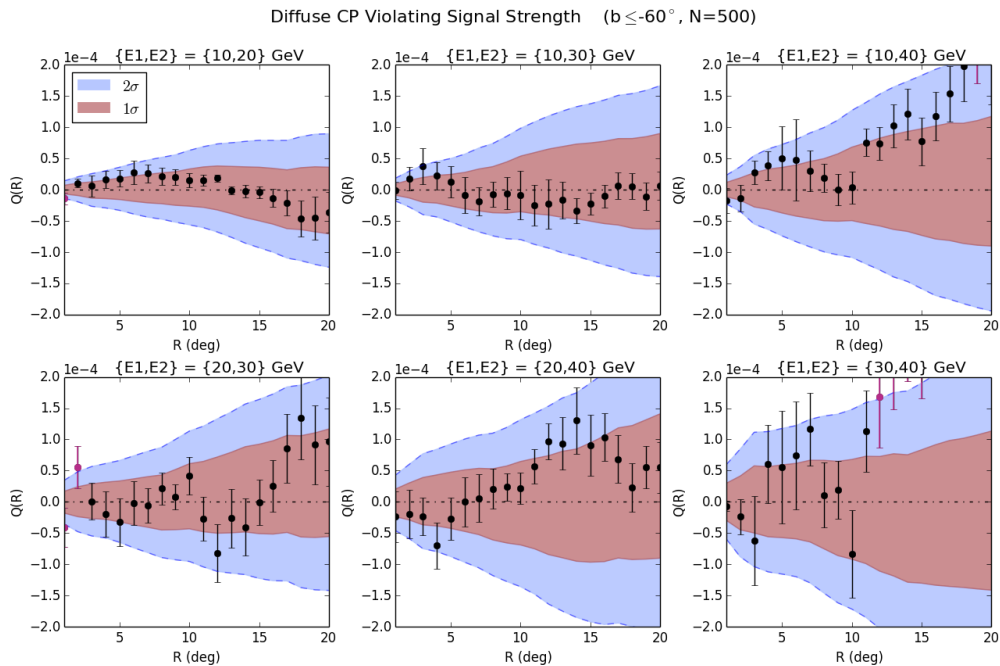 Diffuse CP Violating Signal Strength (b≤-60°, N=500)
1e−4 {E1,E2} = {10,20} GeV
2σ
1σ
Q(R)
2.0
1.5
1.0
0.5
0.0
−0.5
−1.0
−1.5
−2.0
5 10 15 20
R (deg)
1e−4 {E1,E2} = {10,30} GeV
Q(R)
2.0
1.5
1.0
0.5
0.0
−0.5
−1.0
−1.5
−2.0
5 10 15 20
R (deg)
1e−4 {E1,E2} = {10,40} GeV
Q(R)
2.0
1.5
1.0
0.5
0.0
−0.5
−1.0
−1.5
−2.0
5 10 15 20
R (deg)
1e−4 {E1,E2} = {20,30} GeV
Q(R)
2.0
1.5
1.0
0.5
0.0
−0.5
−1.0
−1.5
−2.0
5 10 15 20
R (deg)
1e−4 {E1,E2} = {20,40} GeV
Q(R)
2.0
1.5
1.0
0.5
0.0
−0.5
−1.0
−1.5
−2.0
5 10 15 20
R (deg)
1e−4 {E1,E2} = {30,40} GeV
Q(R)
2.0
1.5
1.0
0.5
0.0
−0.5
−1.0
−1.5
−2.0
5 10 15 20
R (deg)